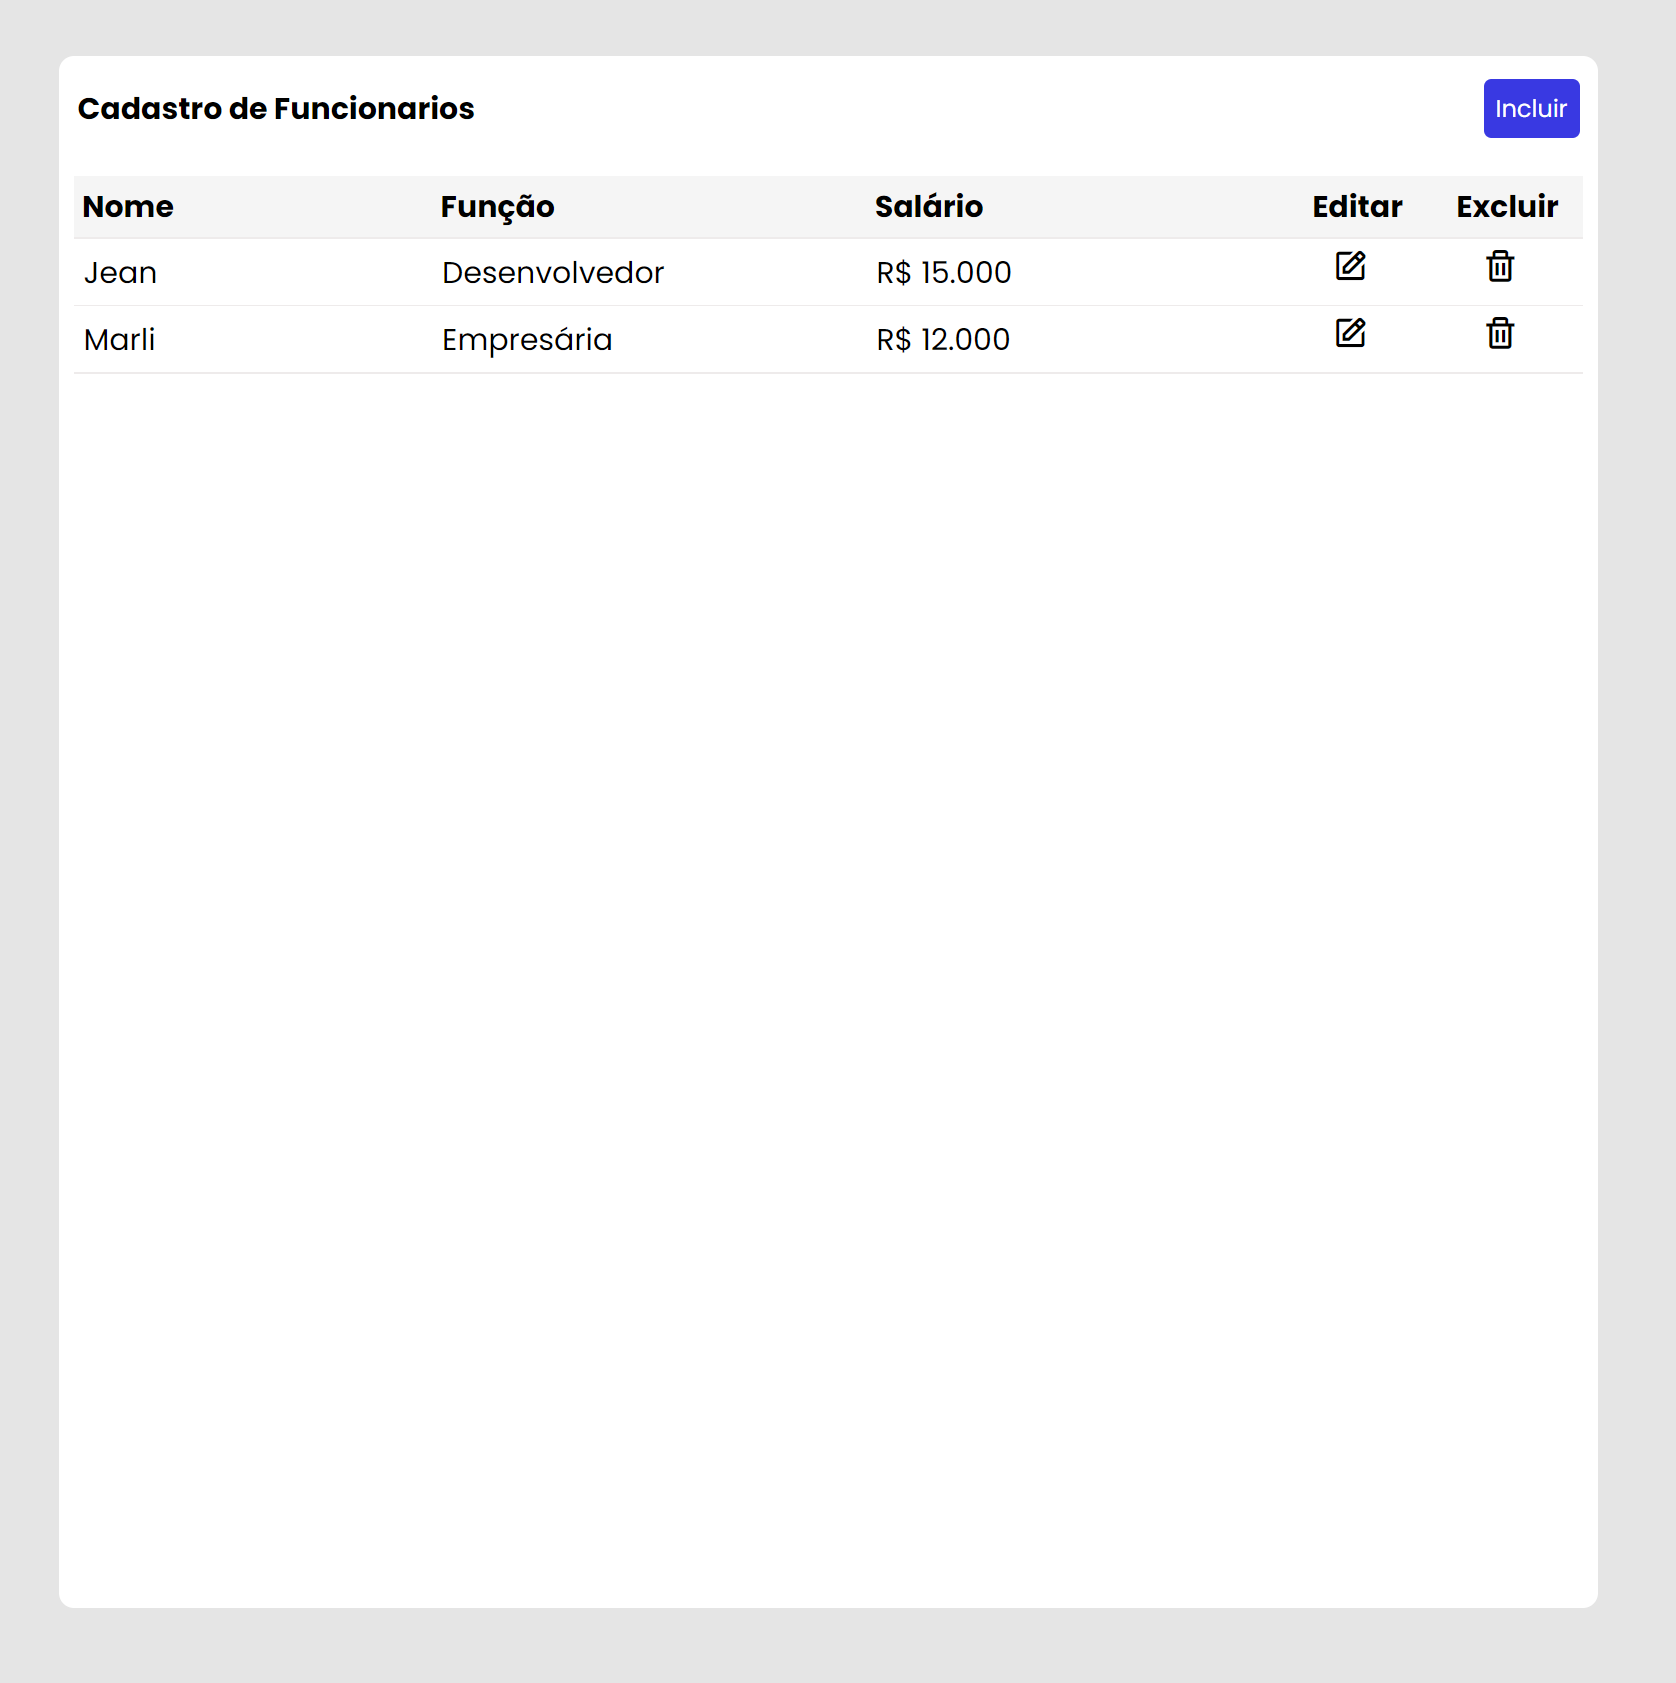 Cadastro de Funcionarios Incluir
Nome Função Salário Editar Excluir
Jean Desenvolvedor R$ 15.000
Marli Empresária R$ 12.000